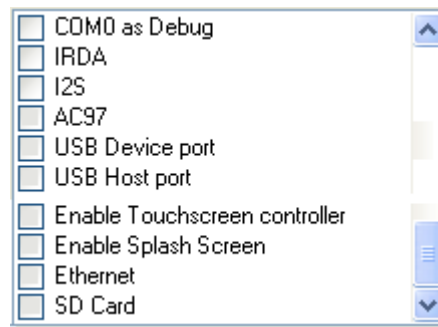 COM0 as Debug
IRDA
I2S
AC97
USB Device port
USB Host port
Enable Touchscreen controller
Enable Splash Screen
Ethernet
SD Card